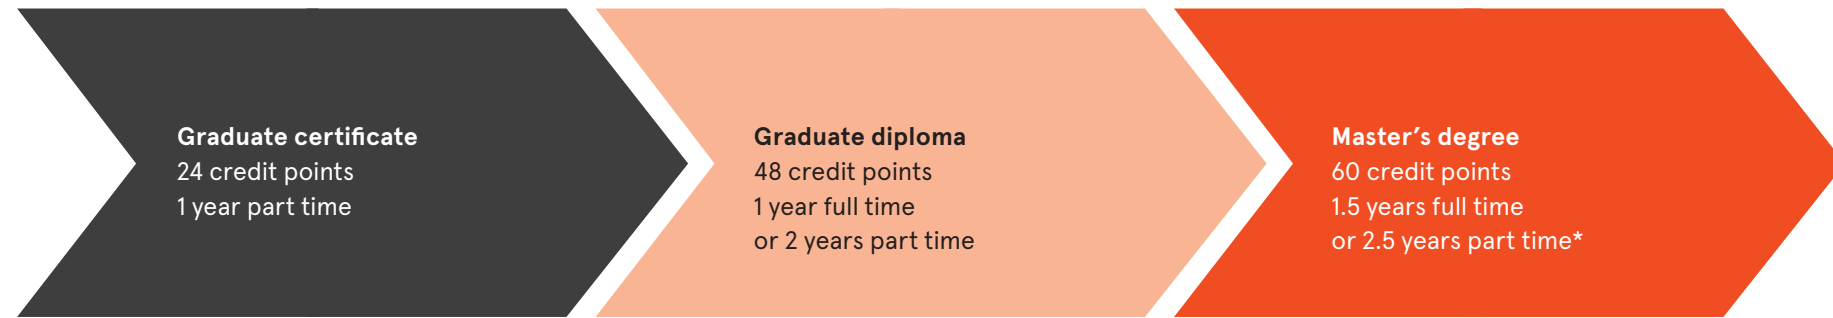 Graduate certificate
24 credit points
1 year part time
Graduate diploma
48 credit points
1 year full time
or 2 years part time
Master’s degree
60 credit points
1.5 years full time
or 2.5 years part time*